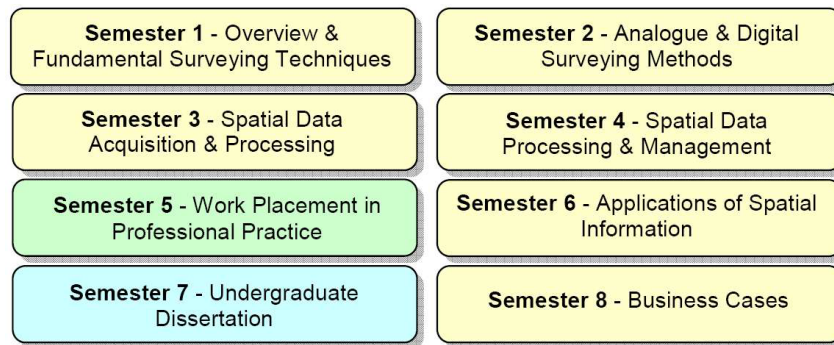 Semester 1 - Overview &
Fundamental Surveying Techniques
Semester 2 - Analogue & Digital
Surveying Methods
Semester 3 - Spatial Data
Acquisition & Processing
Semester 4 - Spatial Data
Processing & Management
Semester 5 - Work Placement in
Professional Practice
Semester 6 - Applications of Spatial
Information
Semester 7 - Undergraduate
Dissertation
Semester 8 - Business Cases